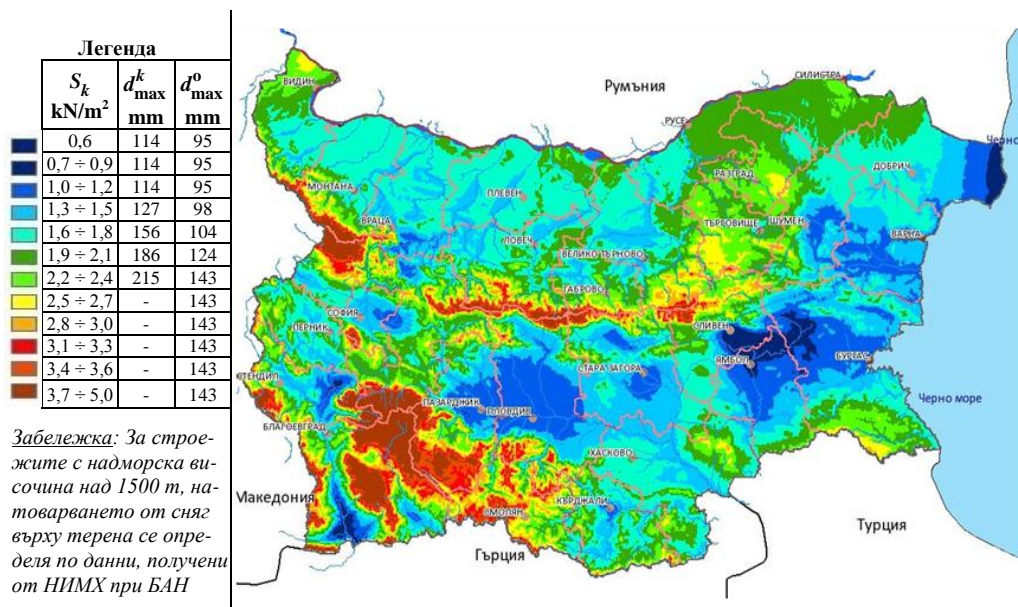 Легенда
S_k kN/m² d^k_max mm d^o_max mm
0,6 114 95
0,7 ÷ 0,9 114 95
1,0 ÷ 1,2 114 95
1,3 ÷ 1,5 127 98
1,6 ÷ 1,8 156 104
1,9 ÷ 2,1 186 124
2,2 ÷ 2,4 215 143
2,5 ÷ 2,7 - 143
2,8 ÷ 3,0 - 143
3,1 ÷ 3,3 - 143
3,4 ÷ 3,6 - 143
3,7 ÷ 5,0 - 143
Забележка: За строе-
жите с надморска ви-
сочина над 1500 m, на-
товарването от сняг
върху терена се опре-
деля по данни, получени
от НИМХ при БАН
Румъния
ВИДИН
СИЛИСТРА
РУСЕ
Черно
ДОБРИЧ
РАЗГРАД
МОНТАНА
ПЛЕВЕН
ВРАЦА
ТЪРГОВИЩЕ
ШУМЕН
ВАРНА
ЛОВЕЧ
ВЕЛИКО ТЪРНОВО
ГАБРОВО
СОФИЯ
ПЕРНИК
СЛИВЕН
ЯМБОЛ
БУРГАС
СТАРА ЗАГОРА
СТЕНДИЛ
ПАЗАРДЖИК
ПЛОВДИВ
Черно море
БЛАГОЕВГРАД
ХАСКОВО
Македония
КЪРДЖАЛИ
СМОЛЯН
Турция
Гърция